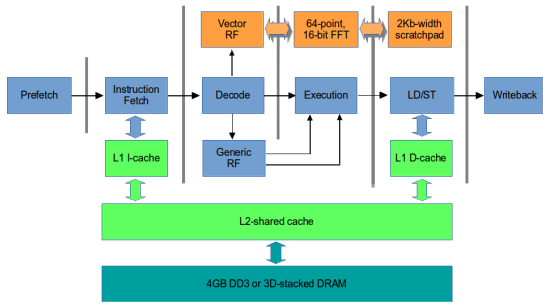 Vector
RF
64-point,
16-bit FFT
2Kb-width
scratchpad
Prefetch
Instruction
Fetch
Decode
Execution
LD/ST
Writeback
L1 I-cache
Generic
RF
L1 D-cache
L2-shared cache
4GB DD3 or 3D-stacked DRAM